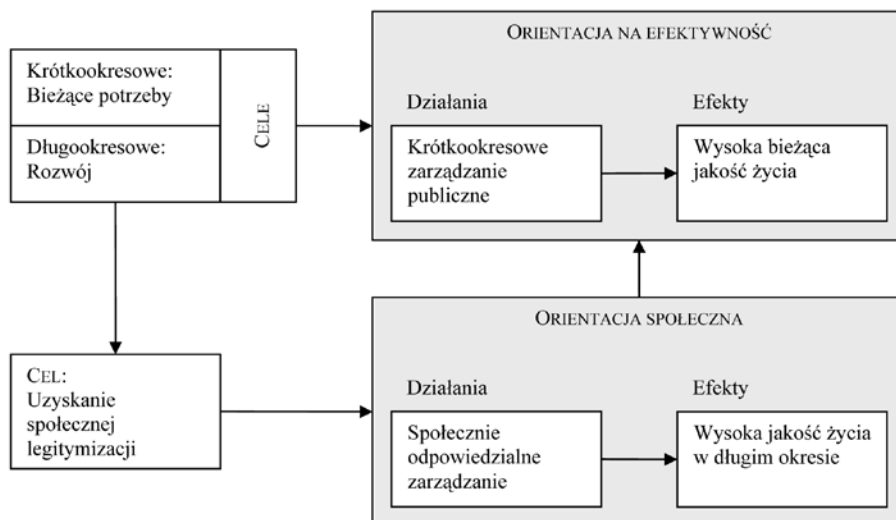 Krótkookresowe:
Bieżące potrzeby
Długookresowe:
Rozwój
CELE
ORIENTACJA NA EFEKTYWNOŚĆ
Działania
Efekty
Krótkookresowe
zarządzanie
publiczne
Wysoka bieżąca
jakość życia
CEL:
Uzyskanie
społecznej
legitymizacji
ORIENTACJA SPOŁECZNA
Działania
Efekty
Społecznie
odpowiedzialne
zarządzanie
Wysoka jakość życia
w długim okresie